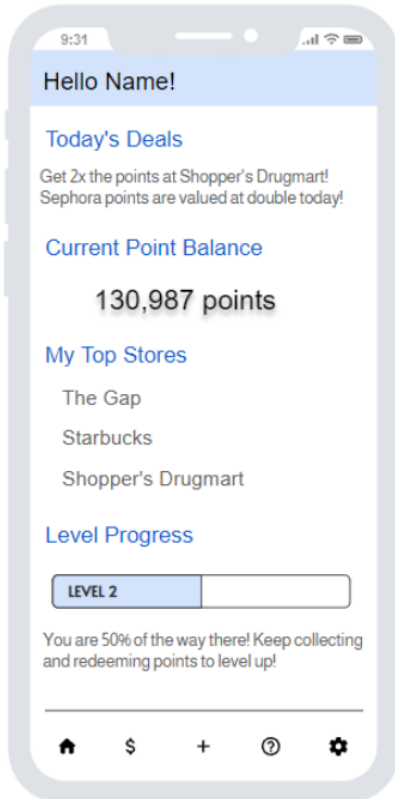 9:31
Hello Name!
Today's Deals
Get 2x the points at Shopper's Drugmart!
Sephora points are valued at double today!
Current Point Balance
130,987 points
My Top Stores
The Gap
Starbucks
Shopper's Drugmart
Level Progress
LEVEL 2
You are 50% of the way there! Keep collecting
and redeeming points to level up!
$ + ?